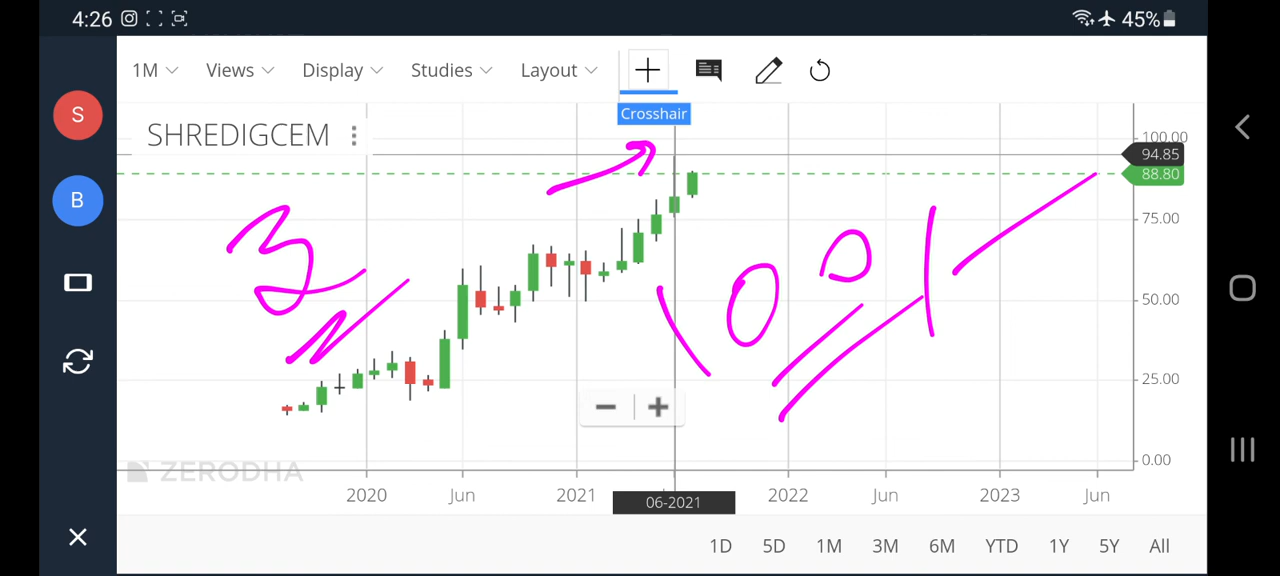 4:26 45%
1M Views Display Studies Layout
Crosshair
S
SHREDIGCEM
100.00
94.85
88.80
B
75.00
3
100
50.00
25.00
0.00
ZERODHA
2020 Jun 2021 06-2021 2022 Jun 2023 Jun
1D 5D 1M 3M 6M YTD 1Y 5Y All